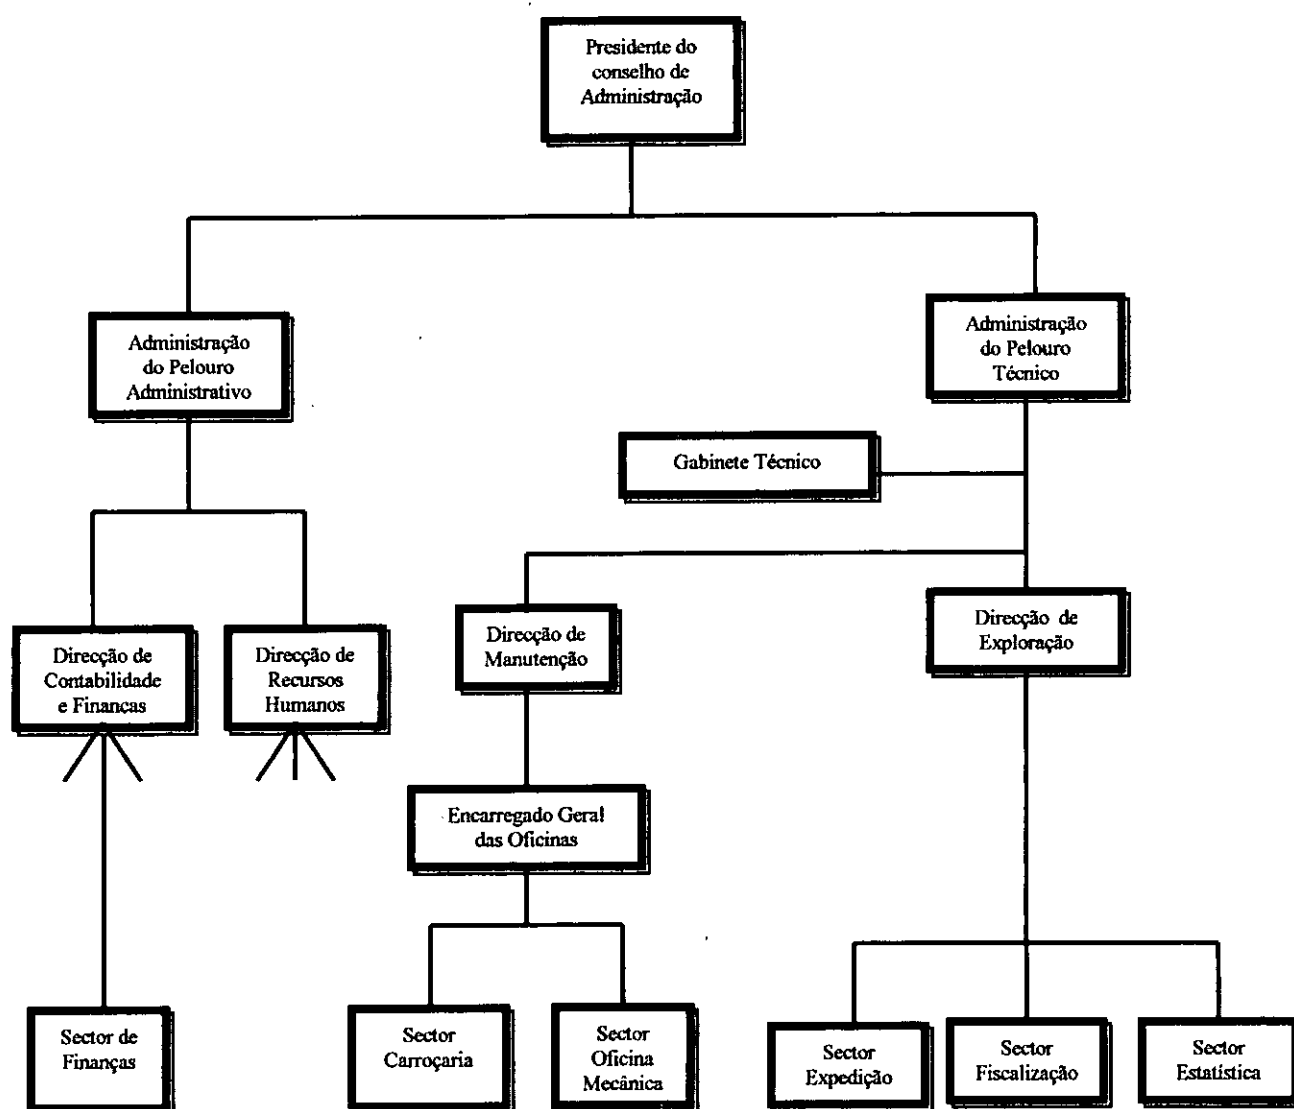 Presidente do
conselho de
Administração
Administração
do Pelouro
Administrativo
Administração
do Pelouro
Técnico
Gabinete Técnico
Direcção de
Contabilidade
e Financas
Direcção de
Recursos
Humanos
Direcção de
Manutenção
Direcção de
Exploração
Encarregado Geral
das Oficinas
Sector de
Finanças
Sector
Carroçaria
Sector
Oficina
Mecânica
Sector
Expedição
Sector
Fiscalização
Sector
Estatística